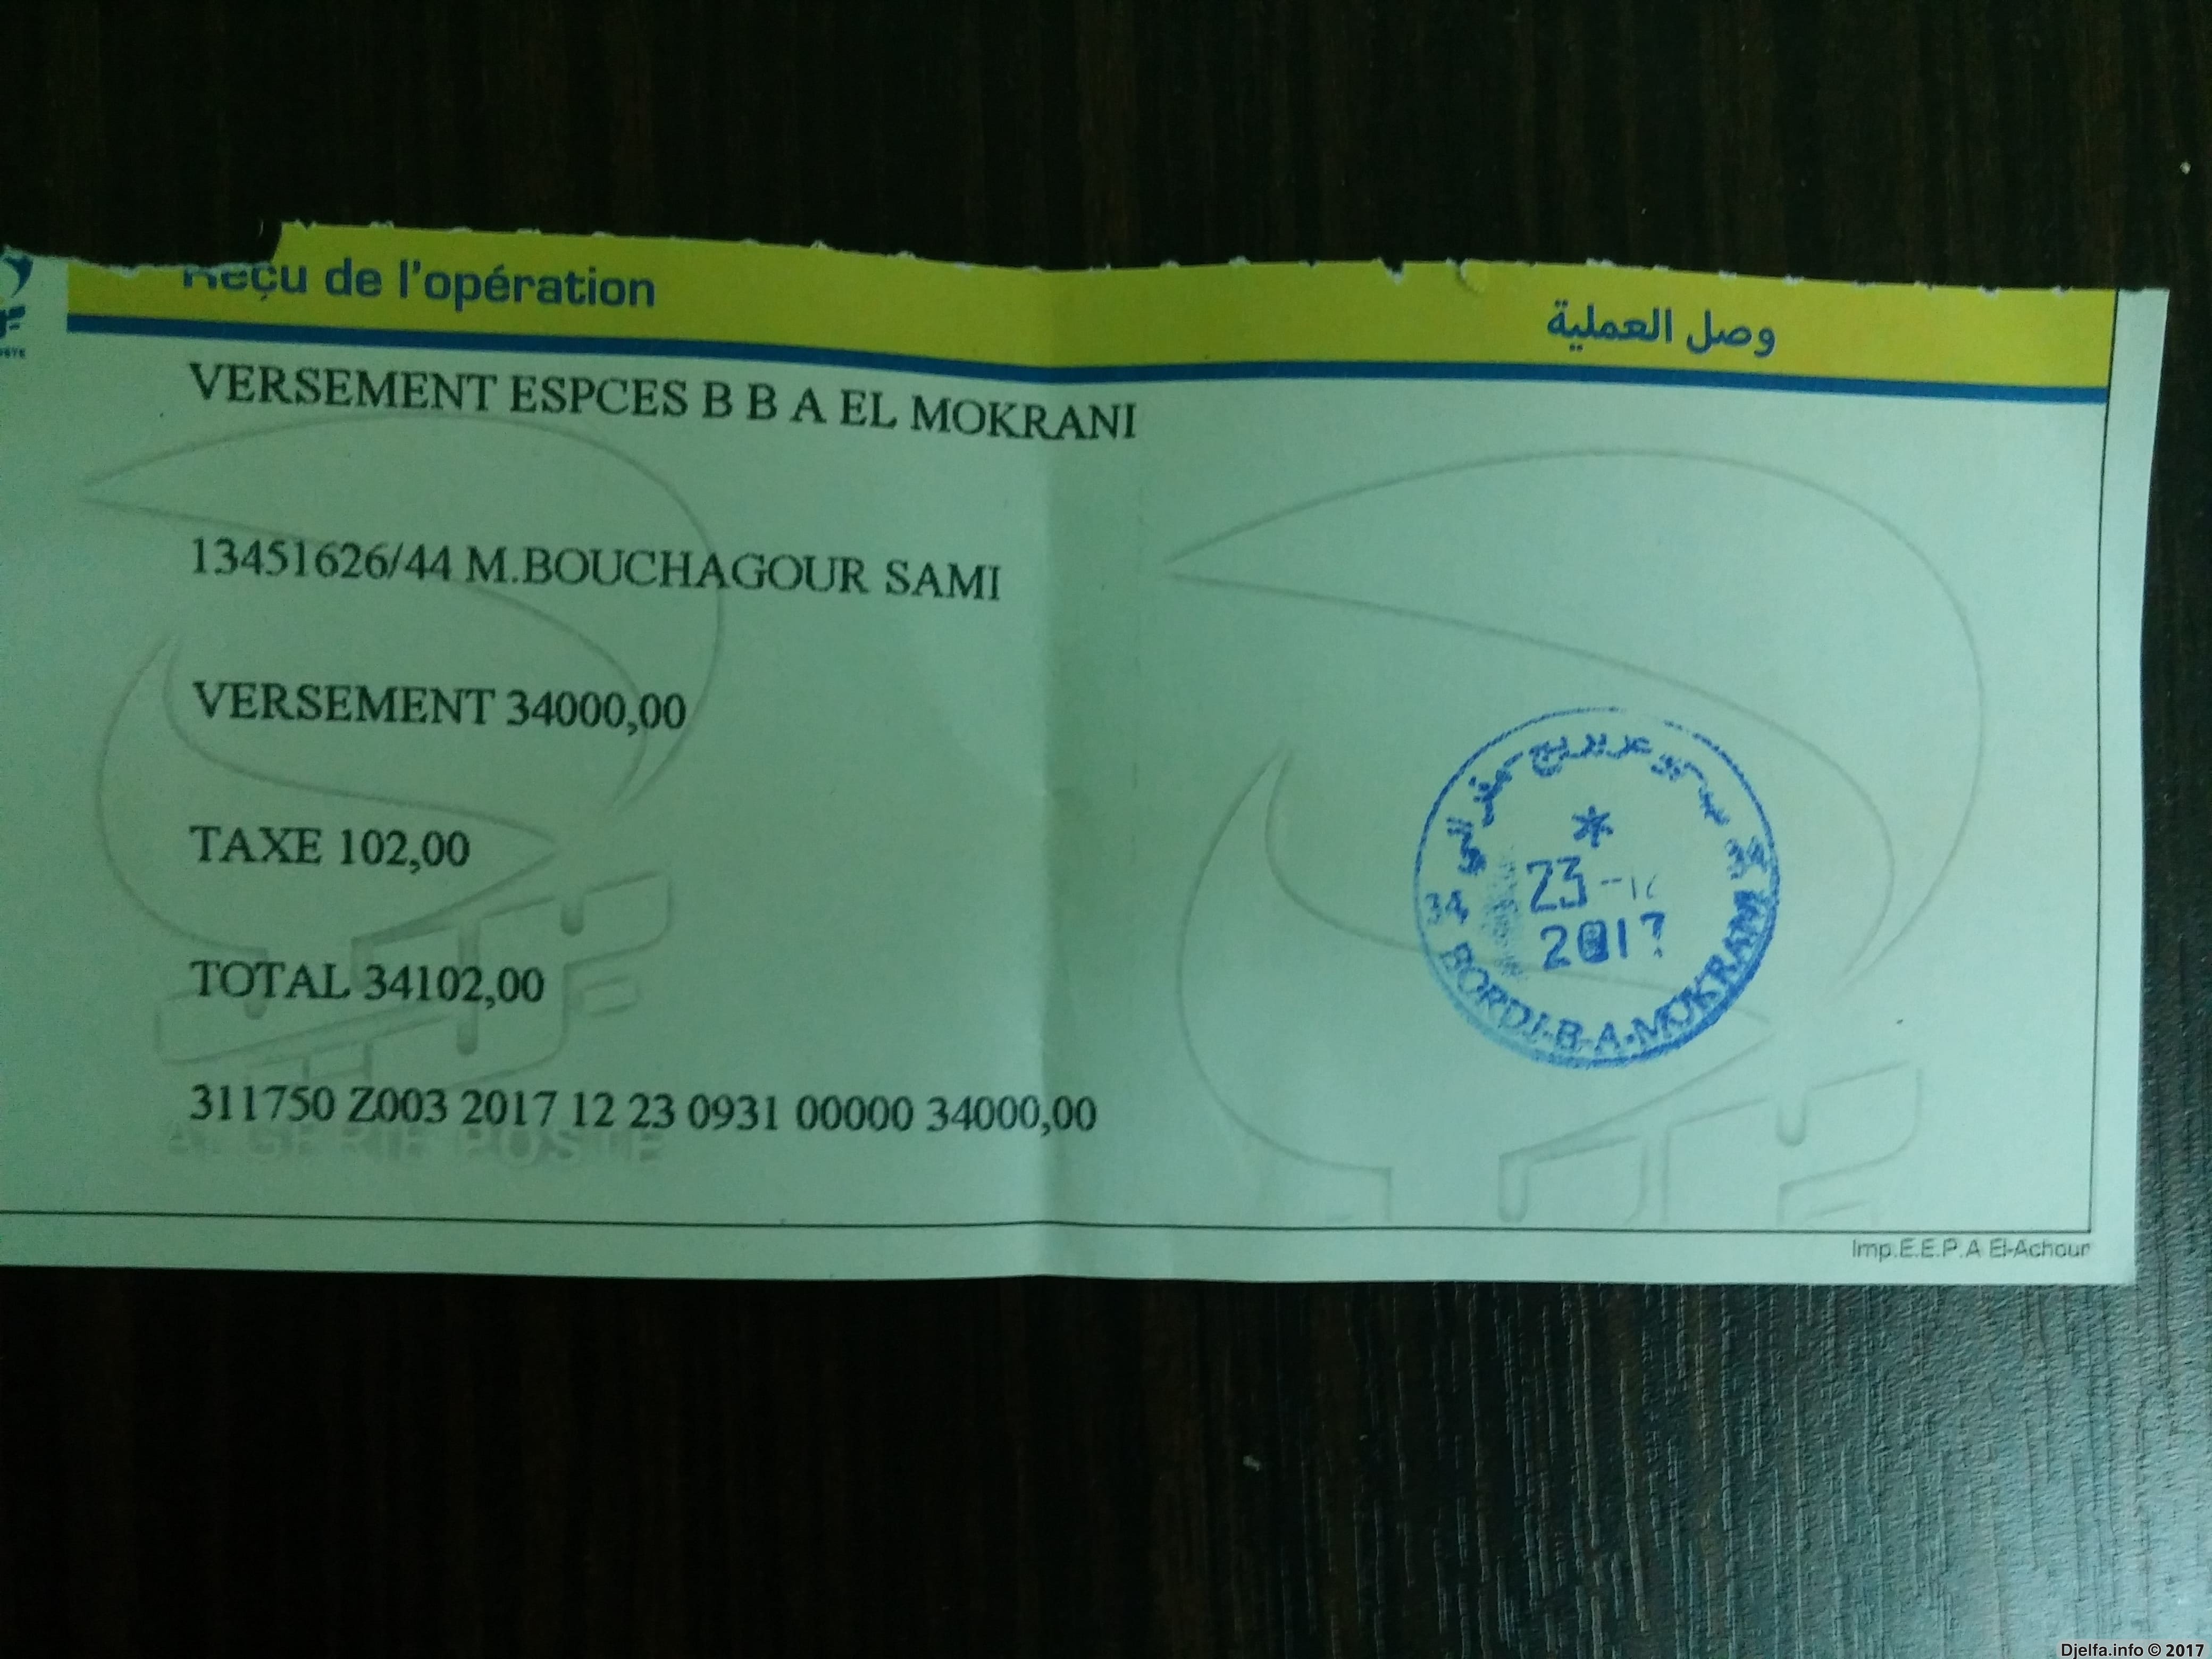 Reçu de l'opération
وصل العملية
VERSEMENT ESPCES B B A EL MOKRANI
13451626/44 M.BOUCHAGOUR SAMI
VERSEMENT 34000,00
TAXE 102,00
TOTAL 34102,00
311750 Z003 2017 12 23 0931 00000 34000,00
ALGERIE POSTE
23
2017
34
BORDJ-B-A-MOKRANI
Imp.E.E.P.A El-Achour
Djelfa.info © 2017